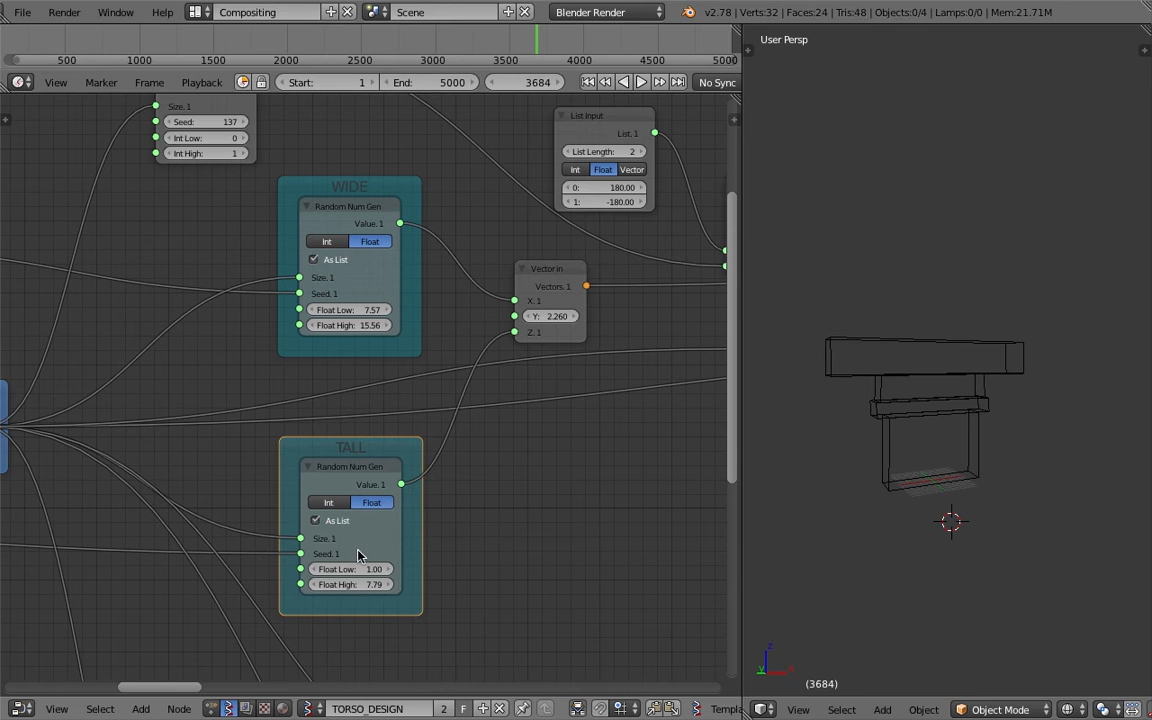 File Render Window Help Compositing Scene Blender Render v2.78 | Verts:32 | Faces:24 | Tris:48 | Objects:0/4 | Lamps:0/0 | Mem:21.71M
500 1000 1500 2000 2500 3000 3500 4000 4500 5000
View Marker Frame Playback Start: 1 End: 5000 3684 No Sync
User Persp
Size. 1
Seed: 137
Int Low: 0
Int High: 1
List Input
List. 1
List Length: 2
Int Float Vector
0: 180.00
1: -180.00
WIDE
Random Num Gen
Value. 1
Int Float
As List
Size. 1
Seed. 1
Float Low: 7.57
Float High: 15.56
Vector in
Vectors. 1
X. 1
Y: 2.260
Z. 1
TALL
Random Num Gen
Value. 1
Int Float
As List
Size. 1
Seed. 1
Float Low: 1.00
Float High: 7.79
z
y x
(3684)
View Select Add Node TORSO_DESIGN 2 F Templa
View Select Add Object Object Mode